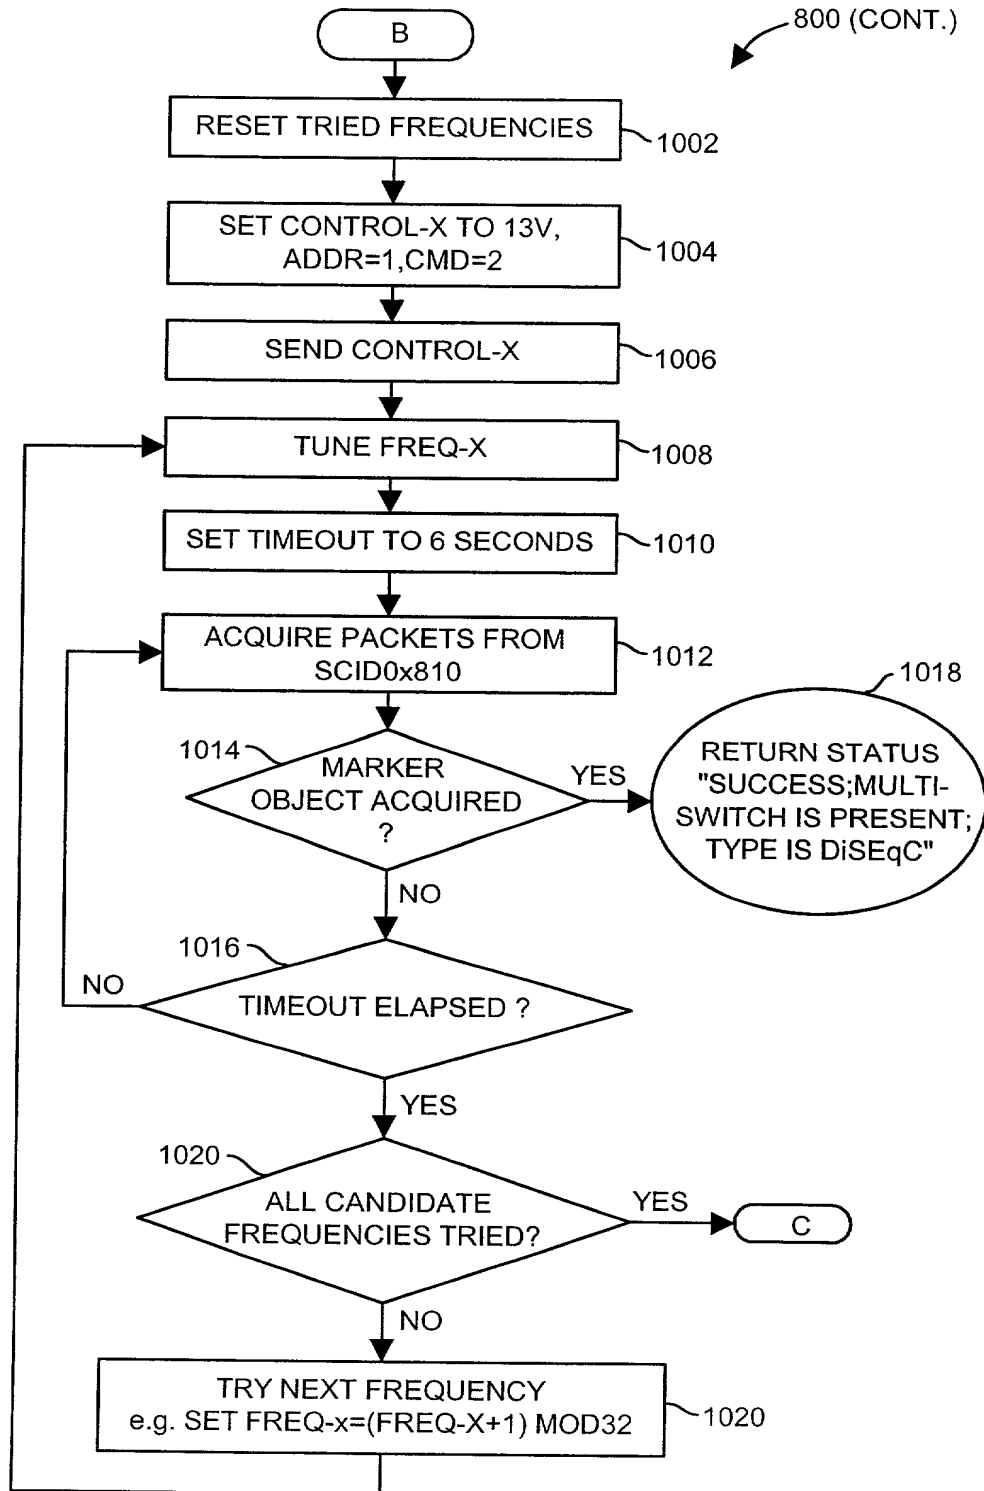 B
800 (CONT.)
RESET TRIED FREQUENCIES
1002
SET CONTROL-X TO 13V,
ADDR=1,CMD=2
1004
SEND CONTROL-X
1006
TUNE FREQ-X
1008
SET TIMEOUT TO 6 SECONDS
1010
ACQUIRE PACKETS FROM
SCID0x810
1012
1014
MARKER
OBJECT ACQUIRED
?
YES
1018
RETURN STATUS
"SUCCESS;MULTI-
SWITCH IS PRESENT;
TYPE IS DiSEqC"
NO
1016
TIMEOUT ELAPSED ?
NO
YES
1020
ALL CANDIDATE
FREQUENCIES TRIED?
YES
C
NO
TRY NEXT FREQUENCY
e.g. SET FREQ-x=(FREQ-X+1) MOD32
1020